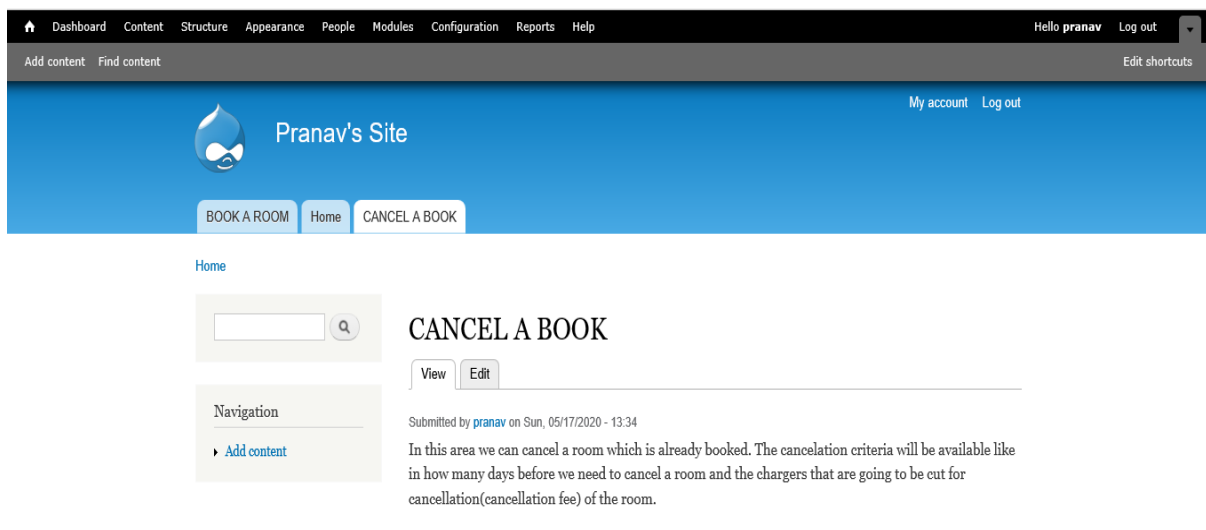 Dashboard Content Structure Appearance People Modules Configuration Reports Help Hello pranav Log out
Add content Find content Edit shortcuts
My account Log out
Pranav's Site
BOOK A ROOM Home CANCEL A BOOK
Home
CANCEL A BOOK
View Edit
Navigation
Add content
Submitted by pranav on Sun, 05/17/2020 - 13:34
In this area we can cancel a room which is already booked. The cancelation criteria will be available like
in how many days before we need to cancel a room and the chargers that are going to be cut for
cancellation(cancellation fee) of the room.